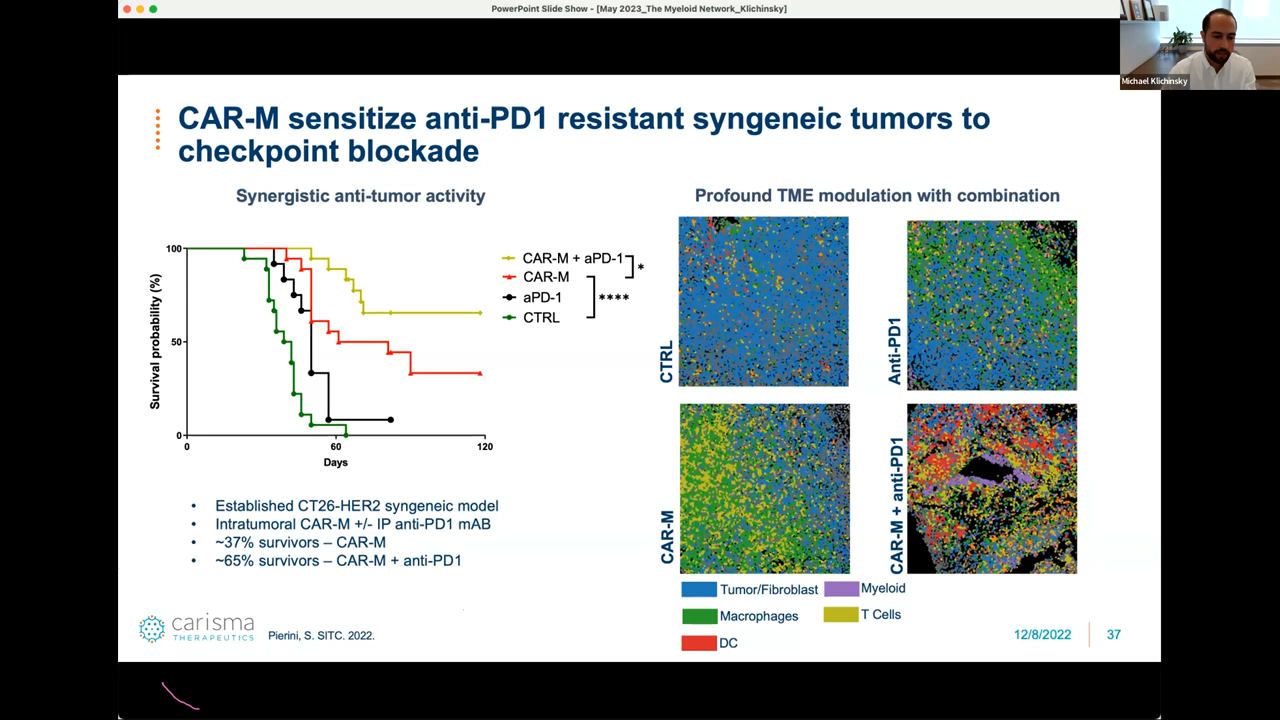 PowerPoint Slide Show - [May 2023_The Myeloid Network_Klichinsky]
Michael Klichinsky
CAR-M sensitize anti-PD1 resistant syngeneic tumors to
checkpoint blockade
Synergistic anti-tumor activity
Profound TME modulation with combination
Survival probability (%)
100
50
0
0
60
120
Days
CAR-M + aPD-1
*
CAR-M
aPD-1
****
CTRL
CTRL
Anti-PD1
CAR-M
CAR-M + anti-PD1
• Established CT26-HER2 syngeneic model
• Intratumoral CAR-M +/- IP anti-PD1 mAB
• ~37% survivors – CAR-M
• ~65% survivors – CAR-M + anti-PD1
Tumor/Fibroblast
Myeloid
Macrophages
T Cells
DC
carisma
THERAPEUTICS
Pierini, S. SITC. 2022.
12/8/2022
37